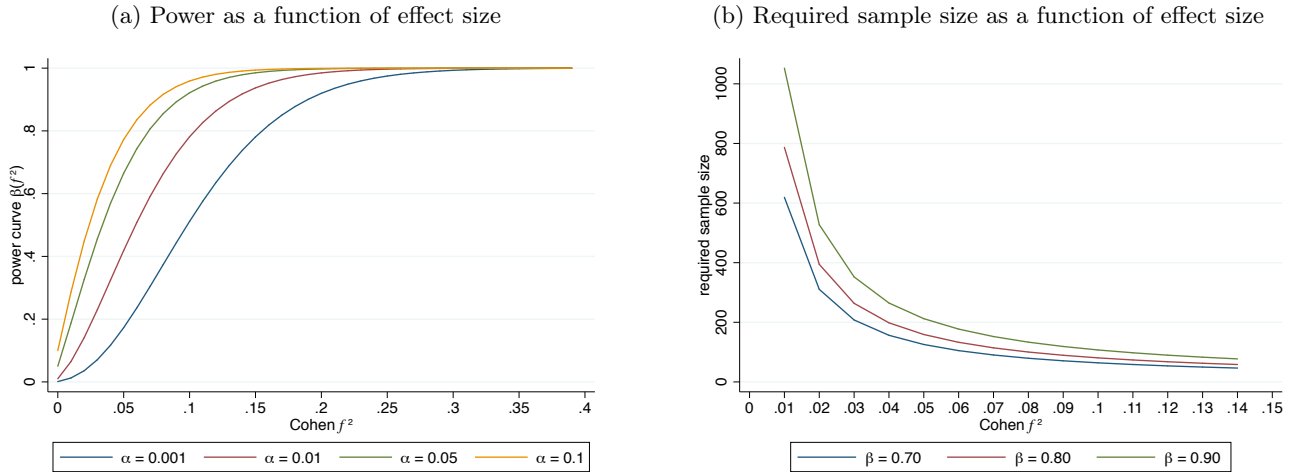 (a) Power as a function of effect size
power curve β(f²)
1
.8
.6
.4
.2
0
0 .05 .1 .15 .2 .25 .3 .35 .4
Cohen f²
α = 0.001 α = 0.01 α = 0.05 α = 0.1
(b) Required sample size as a function of effect size
required sample size
1000
800
600
400
200
0
0 .01 .02 .03 .04 .05 .06 .07 .08 .09 .1 .11 .12 .13 .14 .15
Cohen f²
β = 0.70 β = 0.80 β = 0.90